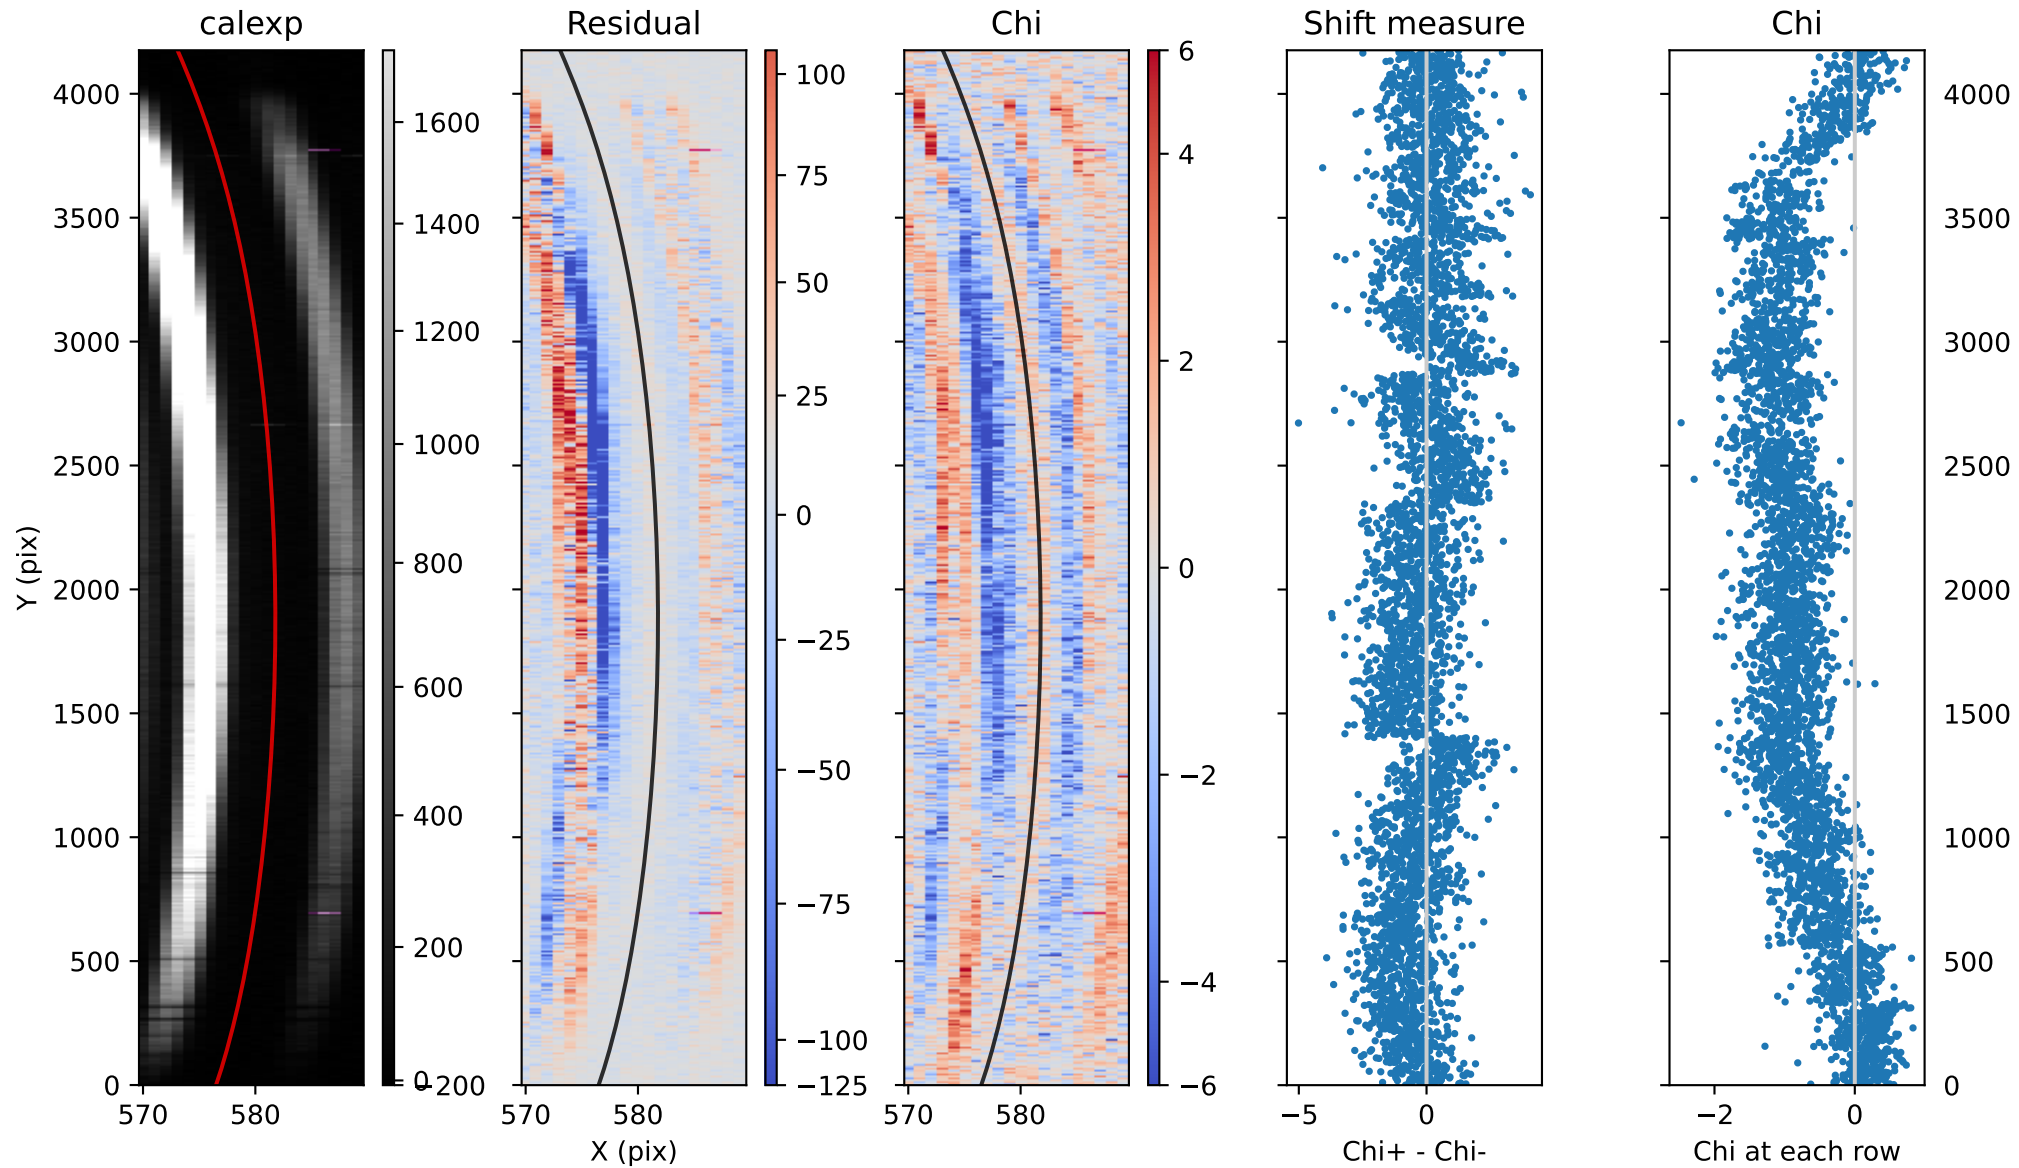 calexp Residual Chi Shift measure Chi
4000 3500 3000 2500 2000 1500 1000 500 0
Y (pix)
570 580
1600 1400 1200 1000 800 600 400 200 0 −200
570 580
X (pix)
100 75 50 25 0 −25 −50 −75 −100 −125
570 580
6 4 2 0 −2 −4 −6
−5 0
Chi+ - Chi-
−2 0
Chi at each row
4000 3500 3000 2500 2000 1500 1000 500 0